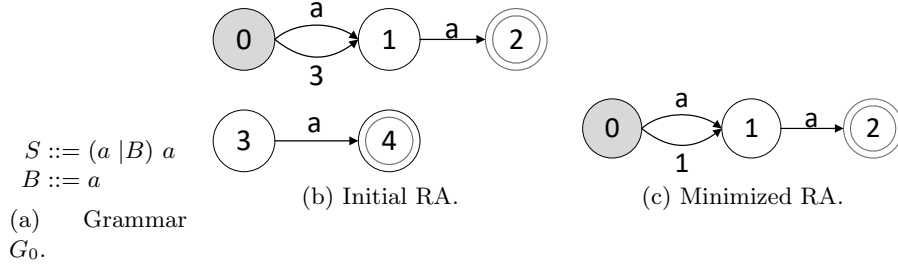 S ::= (a |B) a
B ::= a
(a) Grammar
G₀.
0
a
3
1
a
2
3
a
4
(b) Initial RA.
0
a
1
1
a
2
(c) Minimized RA.